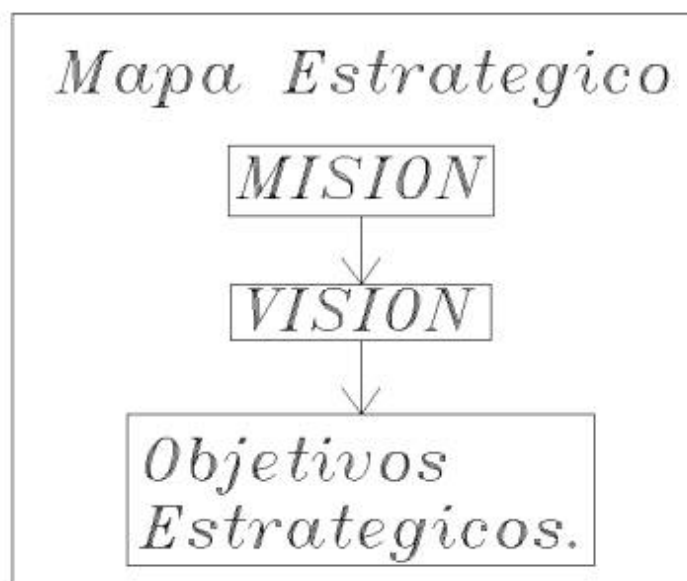 Mapa Estrategico
MISION
VISION
Objetivos
Estrategicos.